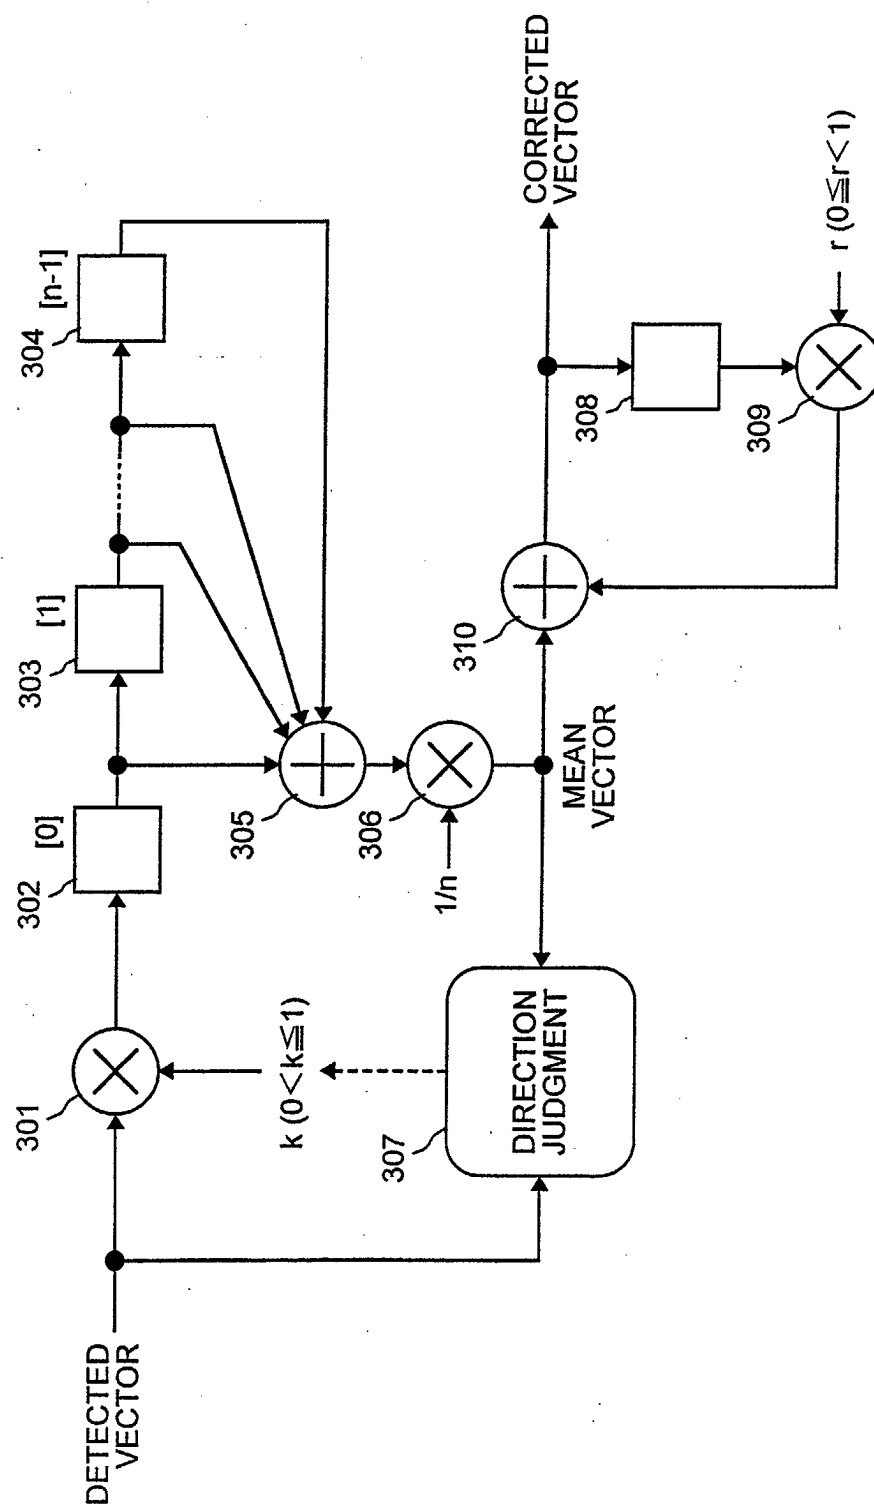 DETECTED
VECTOR
301
k (0<k≦1)
307
DIRECTION
JUDGMENT
302
[0]
303
[1]
304
[n-1]
305
306
1/n
MEAN
VECTOR
310
308
309
r (0≦r<1)
CORRECTED
VECTOR